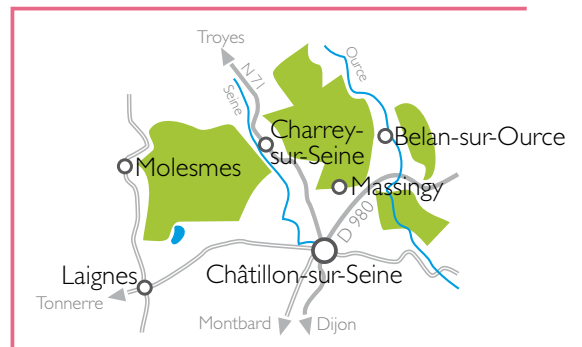 Troyes
N 71
Seine
Ource
Charrey-
sur-Seine
Belan-sur-Ource
Molesmes
Massingy
D 980
Laignes
Châtillon-sur-Seine
Tonnerre
Montbard
Dijon